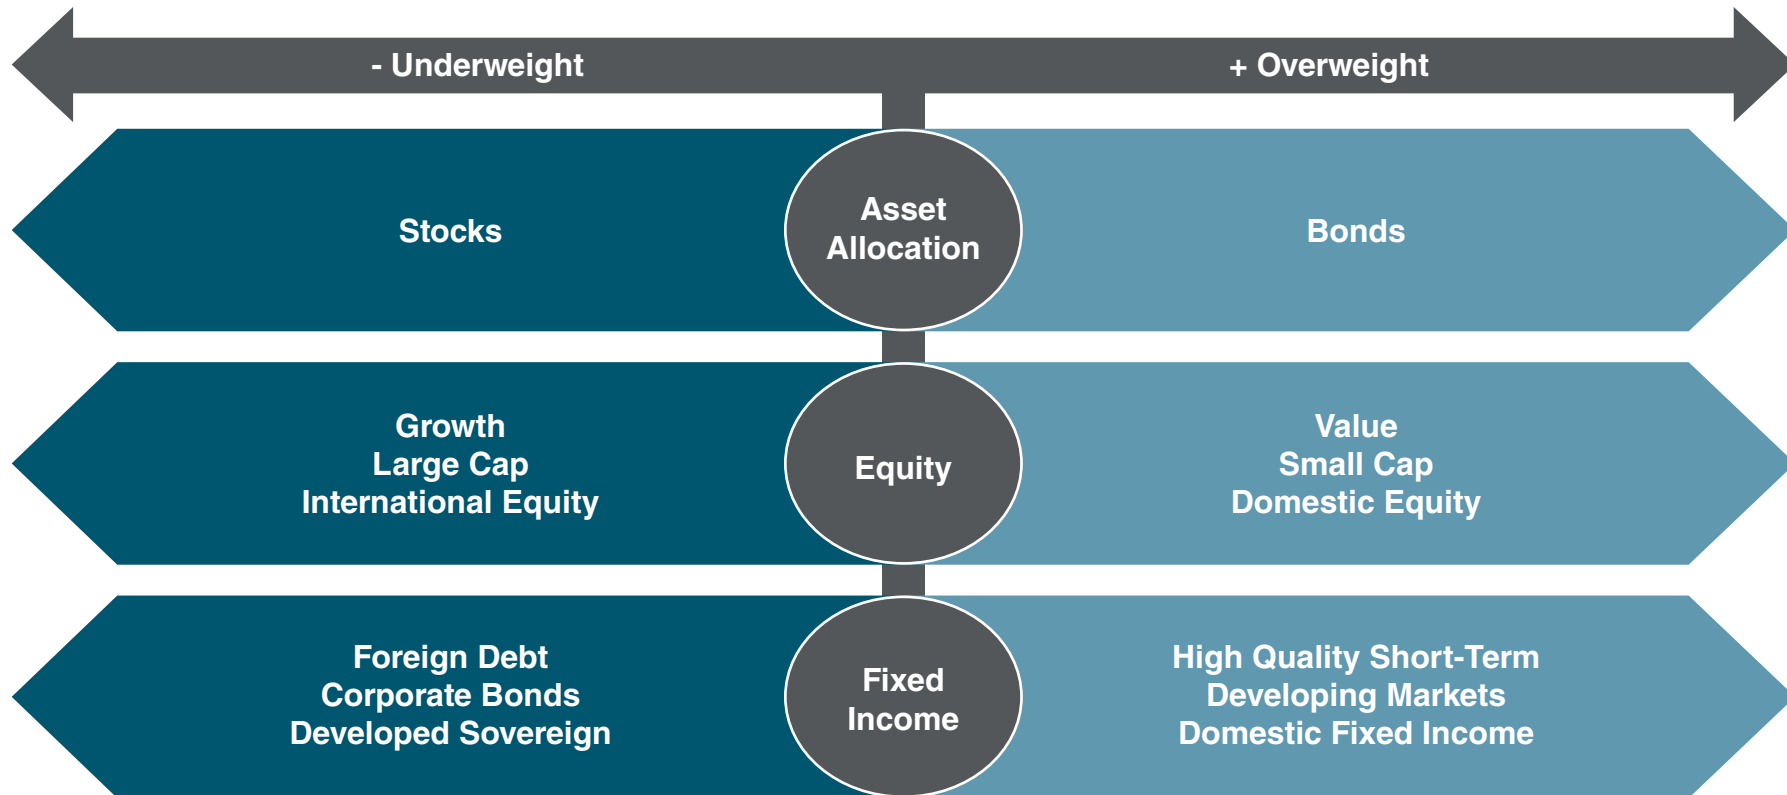 - Underweight
+ Overweight
Stocks
Asset
Allocation
Bonds
Growth
Large Cap
International Equity
Equity
Value
Small Cap
Domestic Equity
Foreign Debt
Corporate Bonds
Developed Sovereign
Fixed
Income
High Quality Short-Term
Developing Markets
Domestic Fixed Income